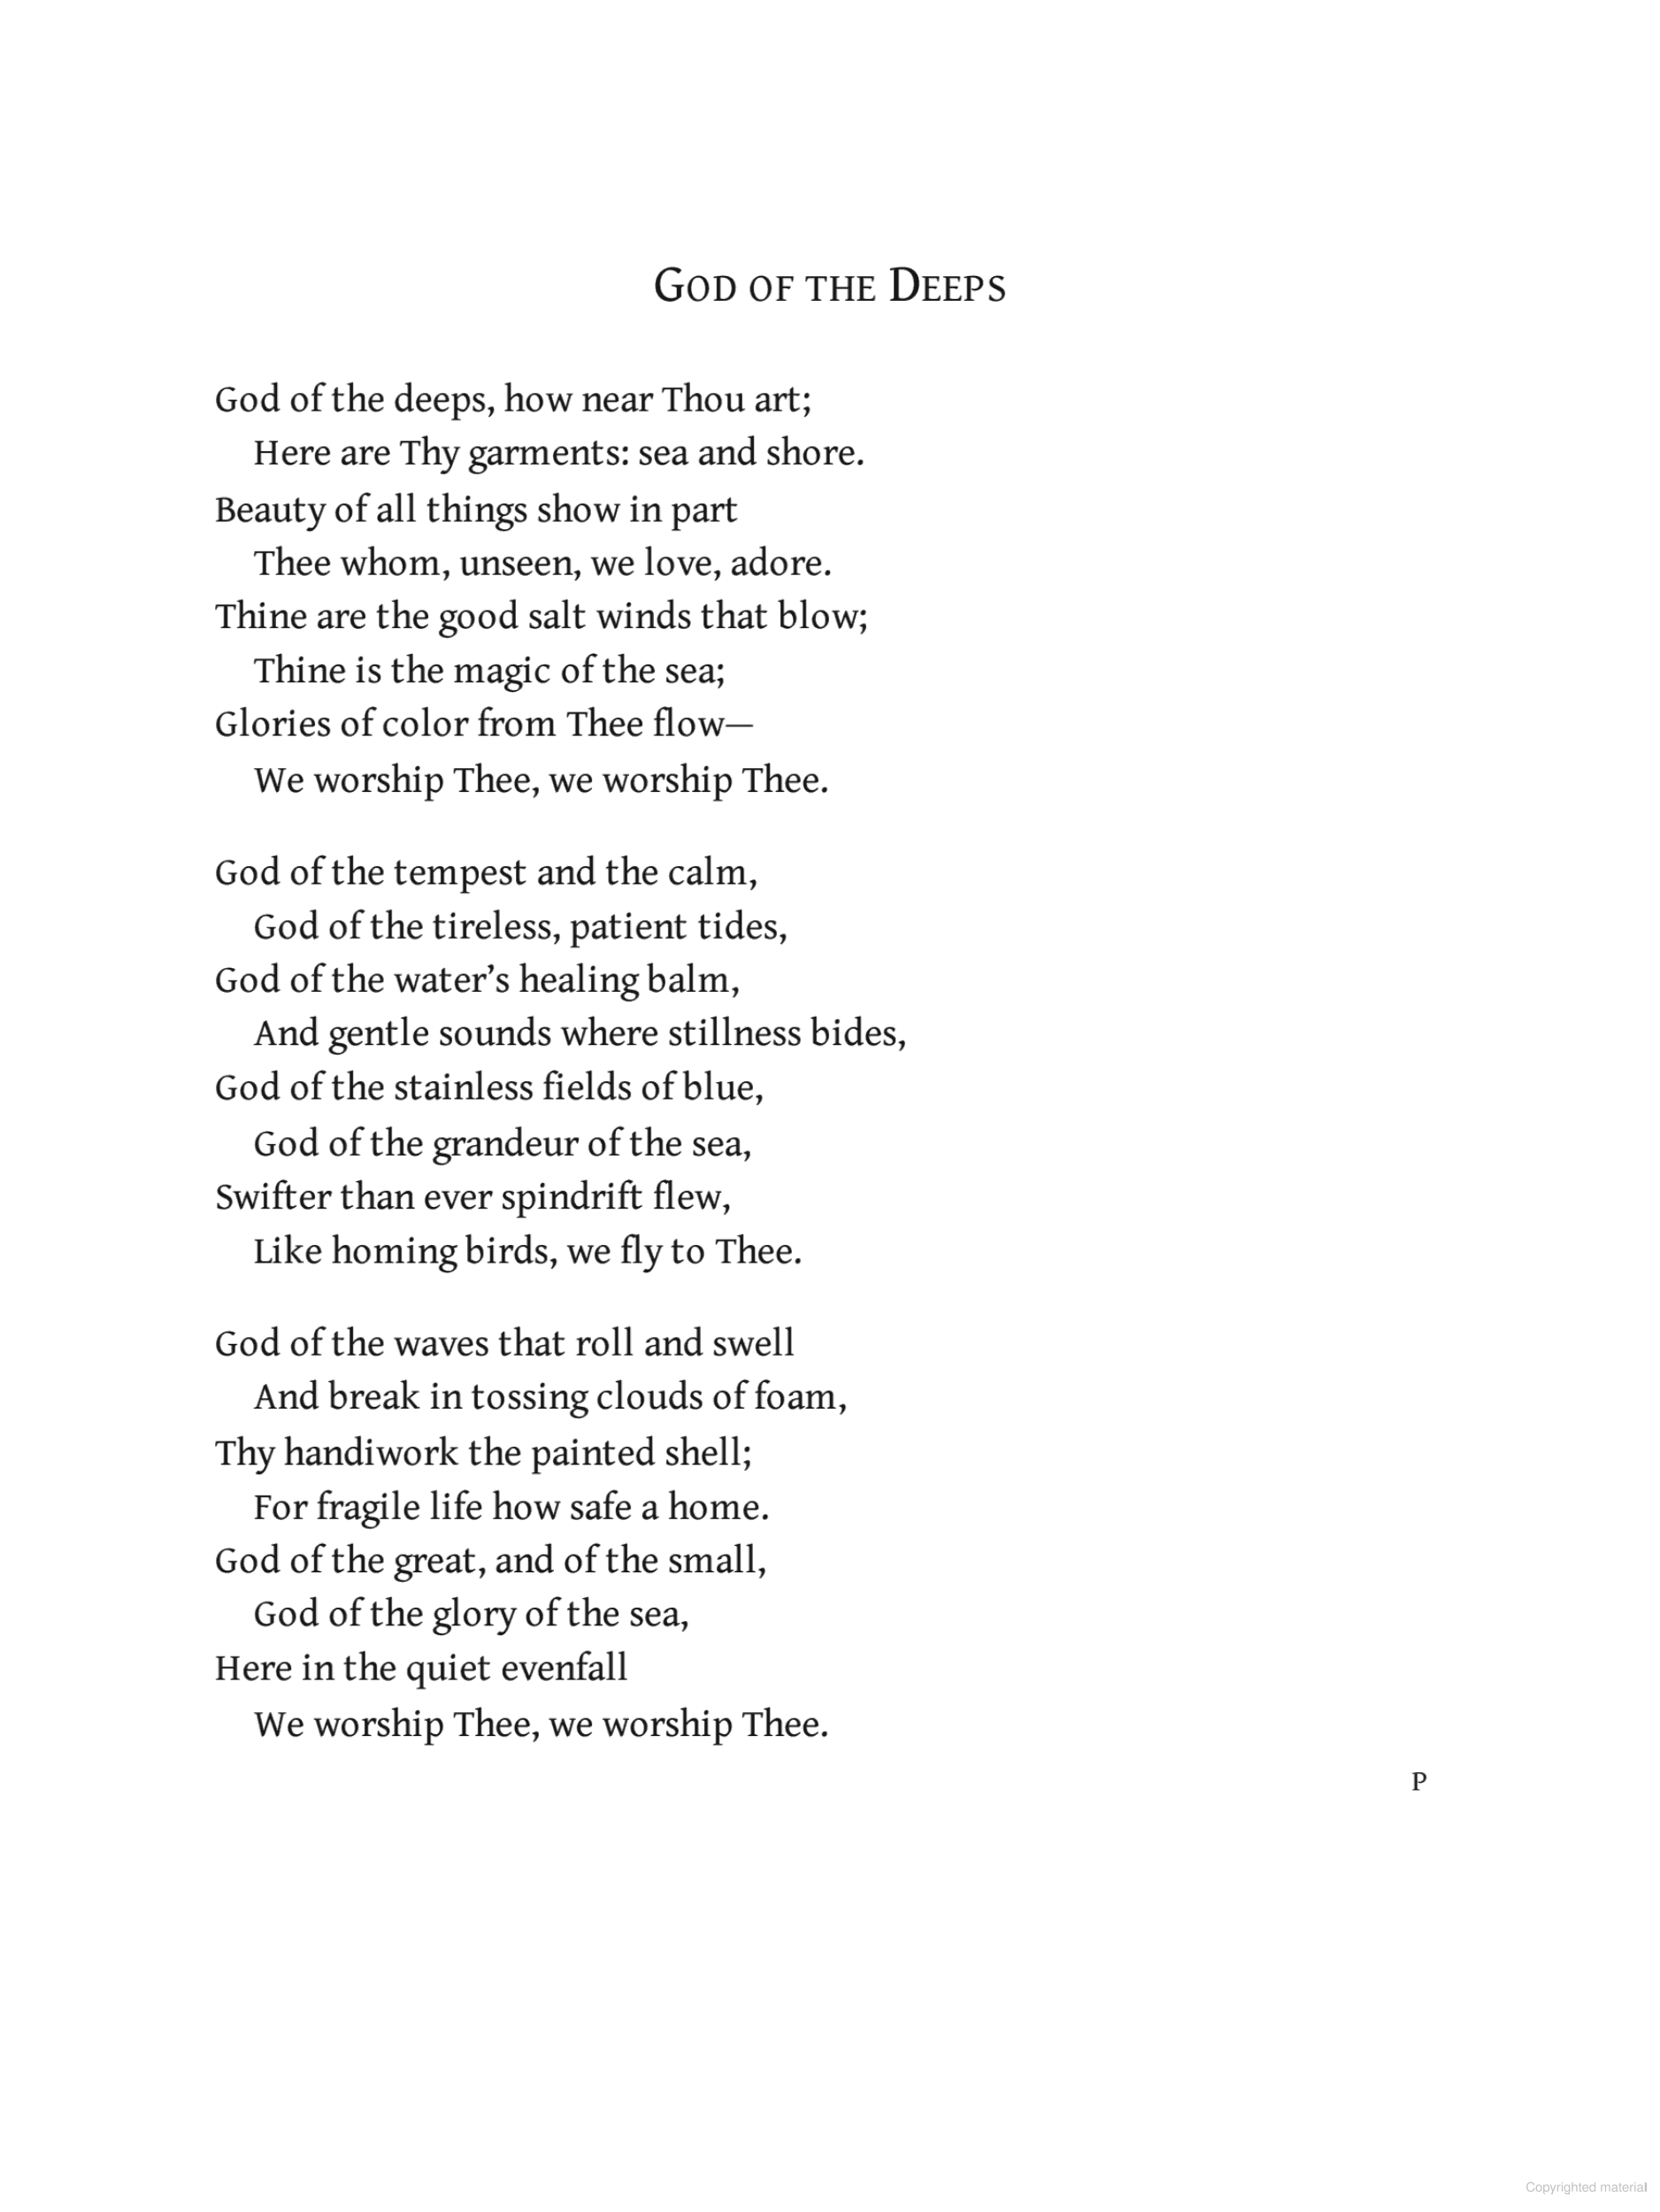 GOD OF THE DEEPS
God of the deeps, how near Thou art;
Here are Thy garments: sea and shore.
Beauty of all things show in part
Thee whom, unseen, we love, adore.
Thine are the good salt winds that blow;
Thine is the magic of the sea;
Glories of color from Thee flow—
We worship Thee, we worship Thee.
God of the tempest and the calm,
God of the tireless, patient tides,
God of the water’s healing balm,
And gentle sounds where stillness bides,
God of the stainless fields of blue,
God of the grandeur of the sea,
Swifter than ever spindrift flew,
Like homing birds, we fly to Thee.
God of the waves that roll and swell
And break in tossing clouds of foam,
Thy handiwork the painted shell;
For fragile life how safe a home.
God of the great, and of the small,
God of the glory of the sea,
Here in the quiet evenfall
We worship Thee, we worship Thee.
P
Copyrighted material